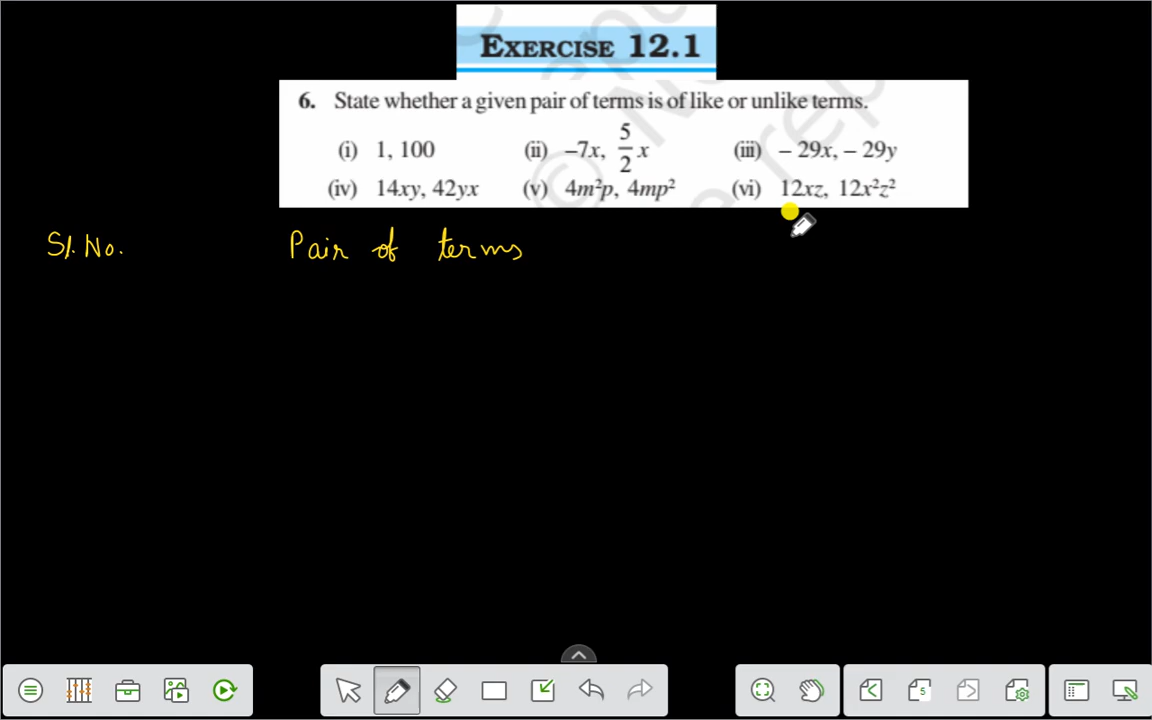 EXERCISE 12.1
6. State whether a given pair of terms is of like or unlike terms.
(i) 1, 100 (ii) –7x, 5/2 x (iii) – 29x, – 29y
(iv) 14xy, 42yx (v) 4m²p, 4mp² (vi) 12xz, 12x²z²
Sl. No. Pair of terms
5